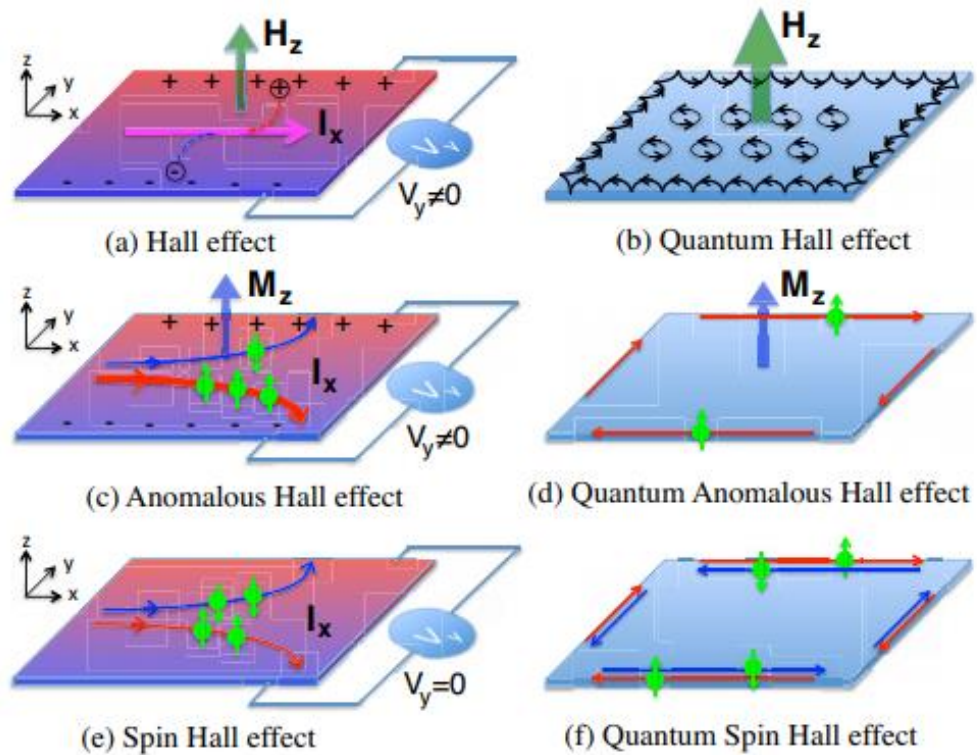 H_z
H_z
z
y
x
+ + + + + +
+
I_x
V
Y
-
- - - - - -
V_y≠0
(a) Hall effect
(b) Quantum Hall effect
M_z
M_z
z
y
x
+ + + + + +
I_x
V
Y
- - - - - -
V_y≠0
(c) Anomalous Hall effect
(d) Quantum Anomalous Hall effect
z
y
x
I_x
V
Y
V_y=0
(e) Spin Hall effect
(f) Quantum Spin Hall effect